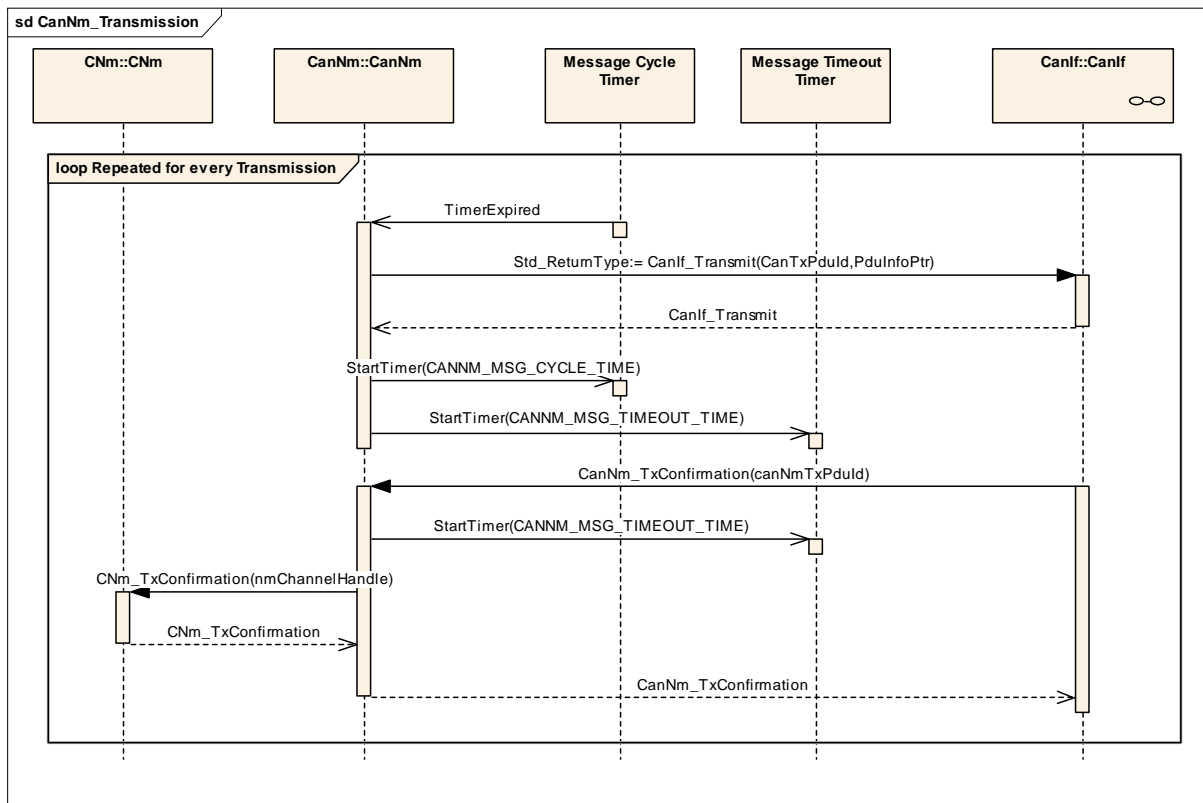 sd CanNm_Transmission
CNm::CNm
CanNm::CanNm
Message Cycle
Timer
Message Timeout
Timer
CanIf::CanIf
loop Repeated for every Transmission
TimerExpired
Std_ReturnType:= CanIf_Transmit(CanTxPduId,PduInfoPtr)
CanIf_Transmit
StartTimer(CANNM_MSG_CYCLE_TIME)
StartTimer(CANNM_MSG_TIMEOUT_TIME)
CanNm_TxConfirmation(canNmTxPduId)
StartTimer(CANNM_MSG_TIMEOUT_TIME)
CNm_TxConfirmation(nmChannelHandle)
CNm_TxConfirmation
CanNm_TxConfirmation